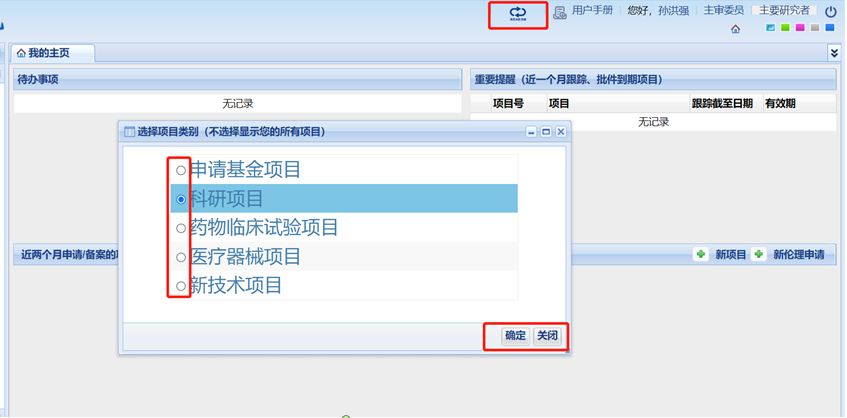 用户手册 您好，孙洪强 主审委员 主要研究者
我的主页
待办事项
重要提醒（近一个月跟踪、批件到期项目）
无记录
项目号 项目 跟踪截至日期 有效期
无记录
选择项目类别（不选择显示您的所有项目）
申请基金项目
科研项目
药物临床试验项目
医疗器械项目
新技术项目
近两个月申请/备案的
新项目 新伦理申请
确定 关闭